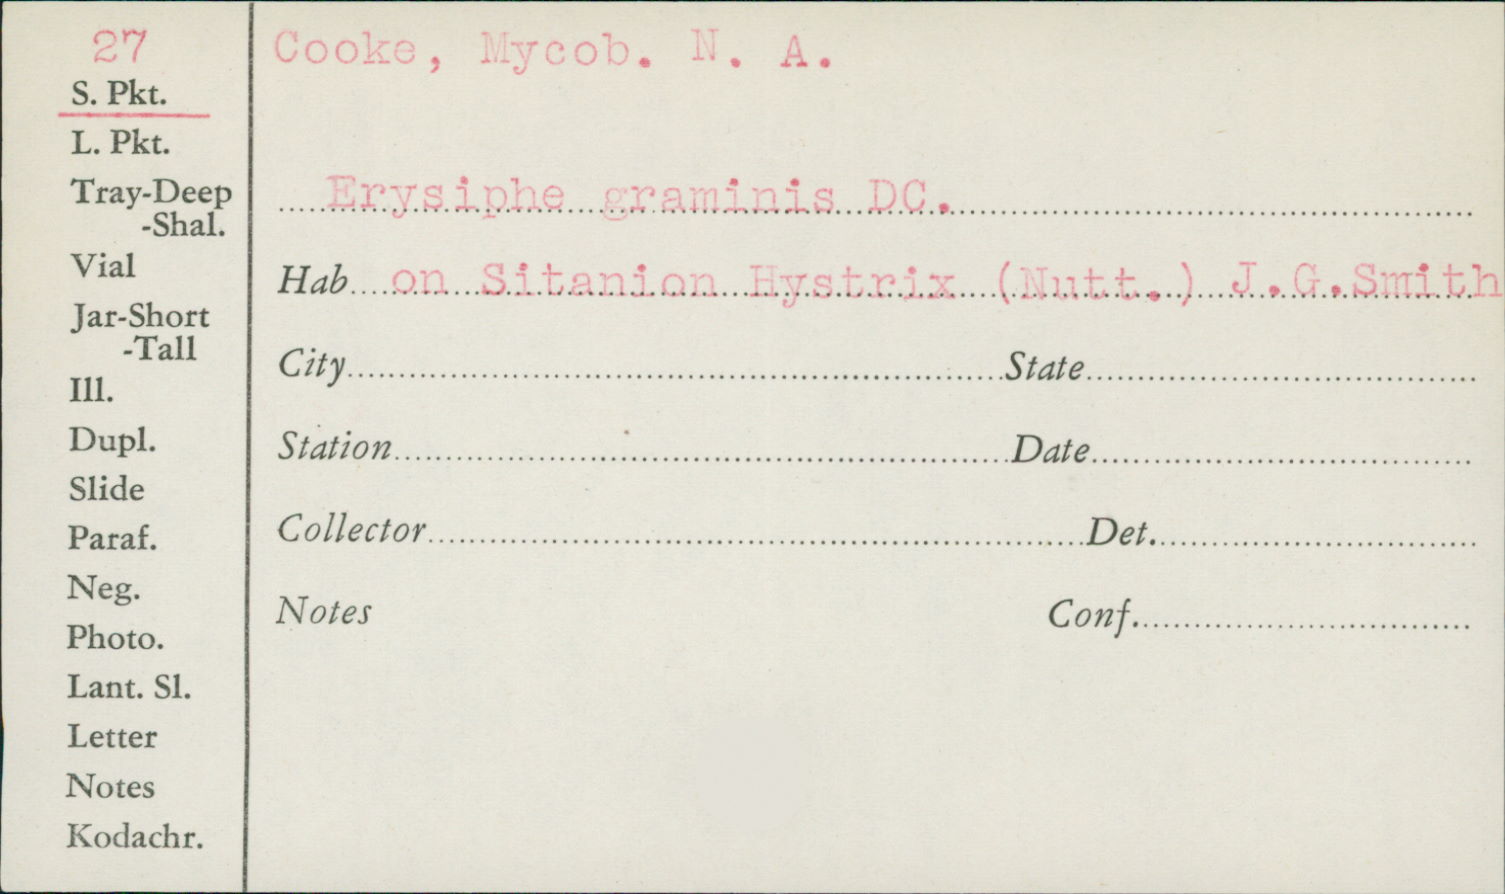 27
S. Pkt.
L. Pkt.
Tray-Deep
-Shal.
Vial
Jar-Short
-Tall
Ill.
Dupl.
Slide
Paraf.
Neg.
Photo.
Lant. Sl.
Letter
Notes
Kodachr.
Cooke, Mycob. N. A.
Erysiphe graminis DC.
Hab on Sitanion Hystrix (Nutt.) J.G.Smith
City State
Station Date
Collector Det.
Notes Conf.